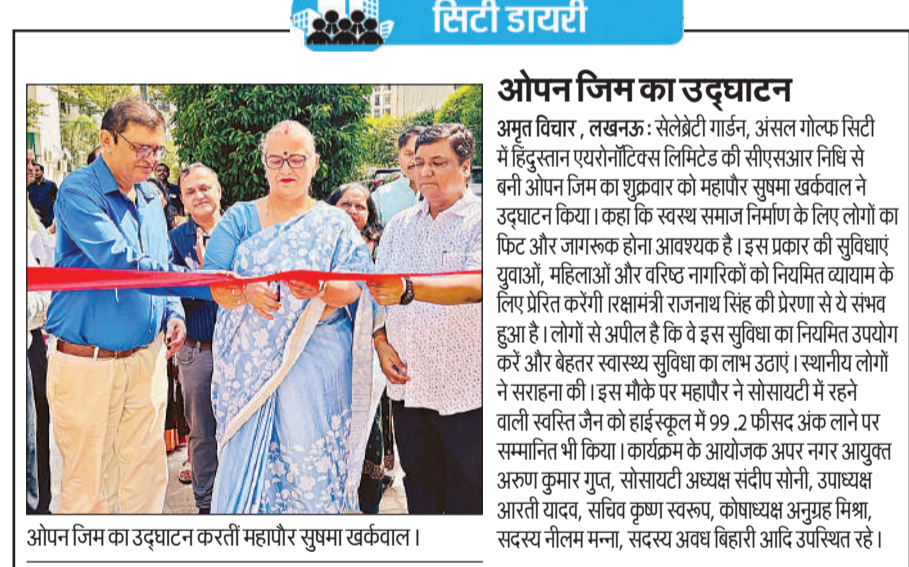 सिटी डायरी
ओपन जिम का उद्घाटन
अमृत विचार, लखनऊ : सेलेब्रेटी गार्डन, अंसल गोल्फ सिटी
में हिंदुस्तान एयरोनॉटिक्स लिमिटेड की सीएसआर निधि से
बनी ओपन जिम का शुक्रवार को महापौर सुषमा खर्कवाल ने
उद्घाटन किया। कहा कि स्वस्थ समाज निर्माण के लिए लोगों का
फिट और जागरूक होना आवश्यक है। इस प्रकार की सुविधाएं
युवाओं, महिलाओं और वरिष्ठ नागरिकों को नियमित व्यायाम के
लिए प्रेरित करेंगी।रक्षामंत्री राजनाथ सिंह की प्रेरणा से ये संभव
हुआ है। लोगों से अपील है कि वे इस सुविधा का नियमित उपयोग
करें और बेहतर स्वास्थ्य सुविधा का लाभ उठाएं। स्थानीय लोगों
ने सराहना की। इस मौके पर महापौर ने सोसायटी में रहने
वाली स्वस्ति जैन को हाईस्कूल में 99.2 फीसद अंक लाने पर
सम्मानित भी किया। कार्यक्रम के आयोजक अपर नगर आयुक्त
अरुण कुमार गुप्त, सोसायटी अध्यक्ष संदीप सोनी, उपाध्यक्ष
आरती यादव, सचिव कृष्ण स्वरूप, कोषाध्यक्ष अनुग्रह मिश्रा,
सदस्य नीलम मन्ना, सदस्य अवध बिहारी आदि उपस्थित रहे।
ओपन जिम का उद्घाटन करतीं महापौर सुषमा खर्कवाल।